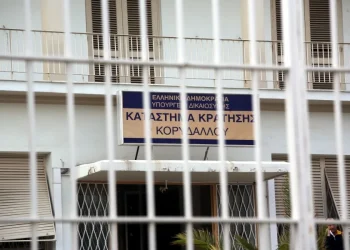 ΕΛΛΗΝΙΚΗ ΔΗΜΟΚΡΑΤΙΑ
ΥΠΟΥΡΓΕΙΟ ΔΙΚΑΙΟΣΥΝΗΣ
ΚΑΤΑΣΤΗΜΑ ΚΡΑΤΗΣΗΣ
ΚΟΡΥΔΑΛΛΟΥ